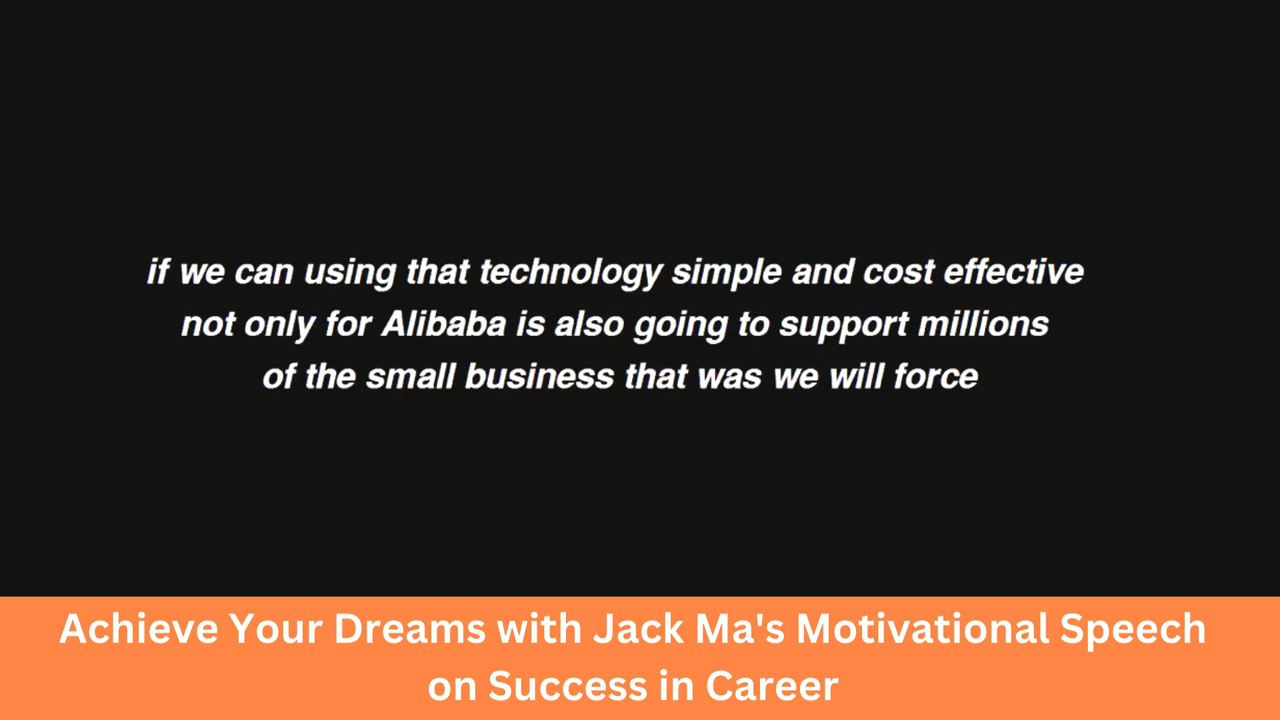 if we can using that technology simple and cost effective
not only for Alibaba is also going to support millions
of the small business that was we will force
Achieve Your Dreams with Jack Ma's Motivational Speech
on Success in Career